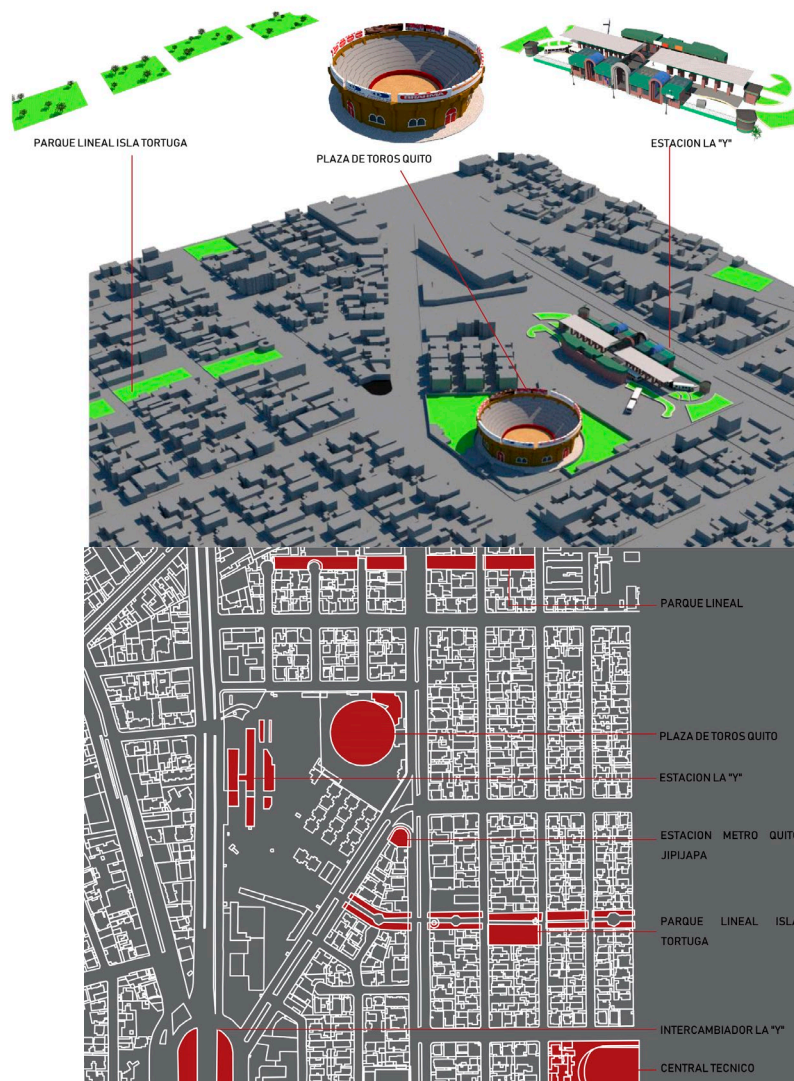 PARQUE LINEAL ISLA TORTUGA
PLAZA DE TOROS QUITO
ESTACION LA "Y"
PARQUE LINEAL
PLAZA DE TOROS QUITO
ESTACION LA "Y"
ESTACION METRO QUITO
JIPIJAPA
PARQUE LINEAL ISLA
TORTUGA
INTERCAMBIADOR LA "Y"
CENTRAL TECNICO